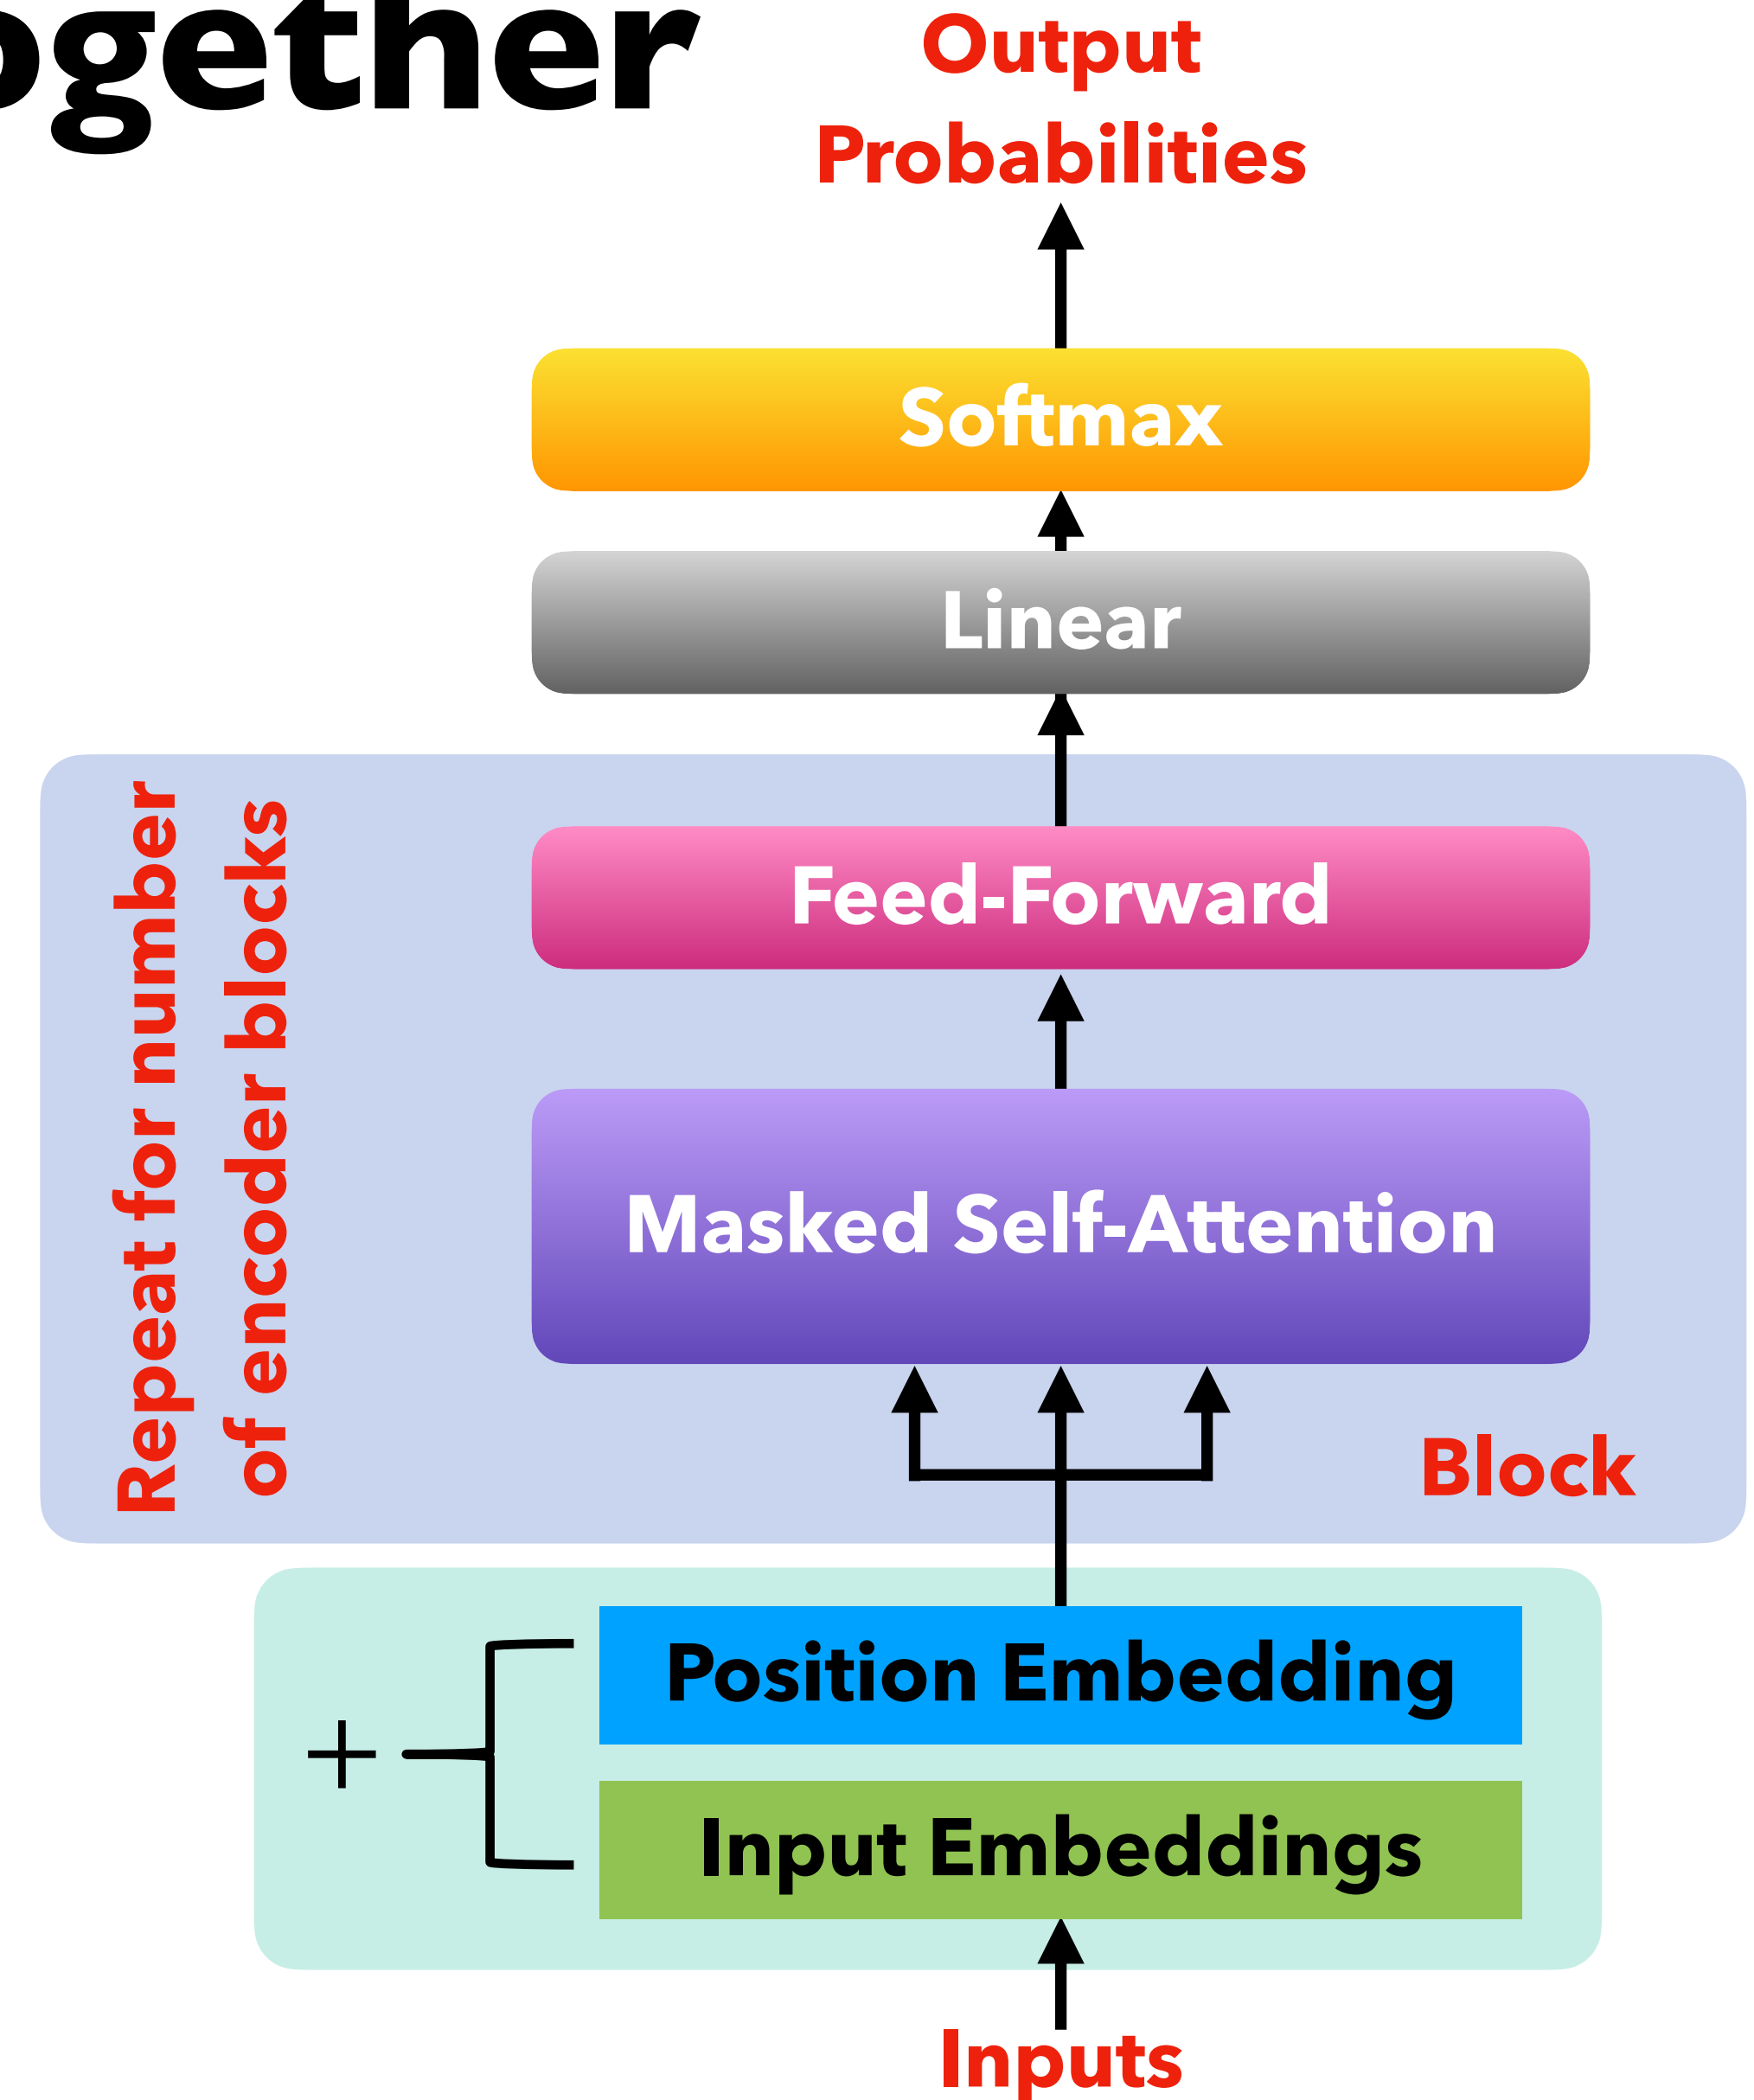 ogether
Output
Probabilities
Softmax
Linear
Repeat for number
of encoder blocks
Feed-Forward
Masked Self-Attention
Block
Position Embedding
+
Input Embeddings
Inputs